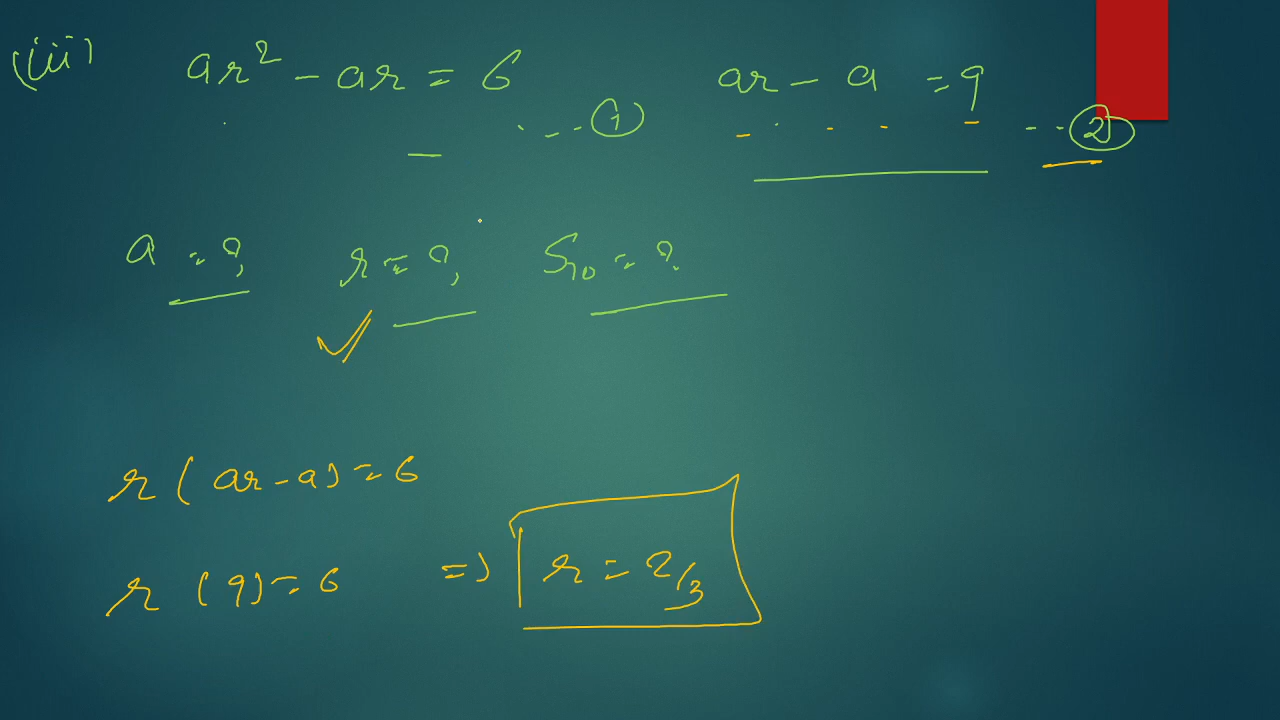 (iii) ar² - ar = 6 ar - a = 9
... ① ... ②
a = ?, r = ?, S₁₀ = ?
r (ar - a) = 6
r (9) = 6 => r = 2/3